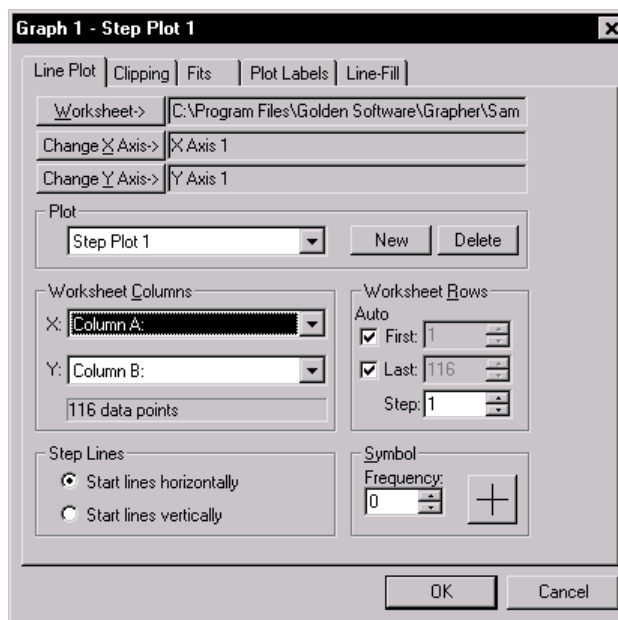 Graph 1 - Step Plot 1
Line Plot Clipping Fits Plot Labels Line-Fill
Worksheet-> C:\Program Files\Golden Software\Grapher\Sam
Change X Axis-> X Axis 1
Change Y Axis-> Y Axis 1
Plot
Step Plot 1 New Delete
Worksheet Columns
X: Column A:
Y: Column B:
116 data points
Worksheet Rows
Auto
First: 1
Last: 116
Step: 1
Step Lines
Start lines horizontally
Start lines vertically
Symbol
Frequency:
0
OK Cancel